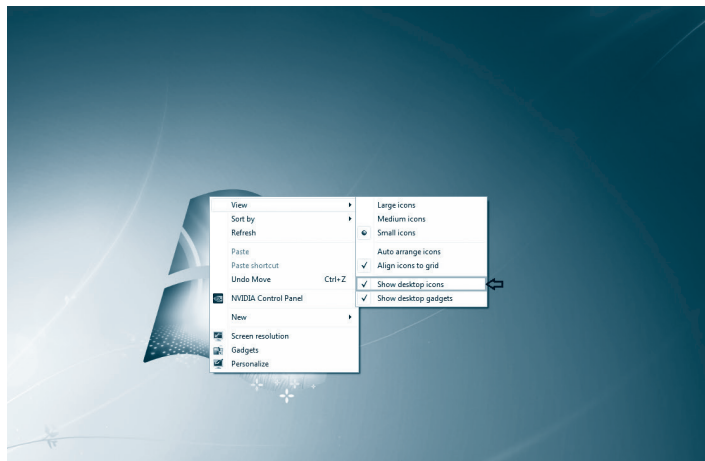 View
Sort by
Refresh
Paste
Paste shortcut
Undo Move Ctrl+Z
NVIDIA Control Panel
New
Screen resolution
Gadgets
Personalize
Large icons
Medium icons
Small icons
Auto arrange icons
Align icons to grid
Show desktop icons
Show desktop gadgets